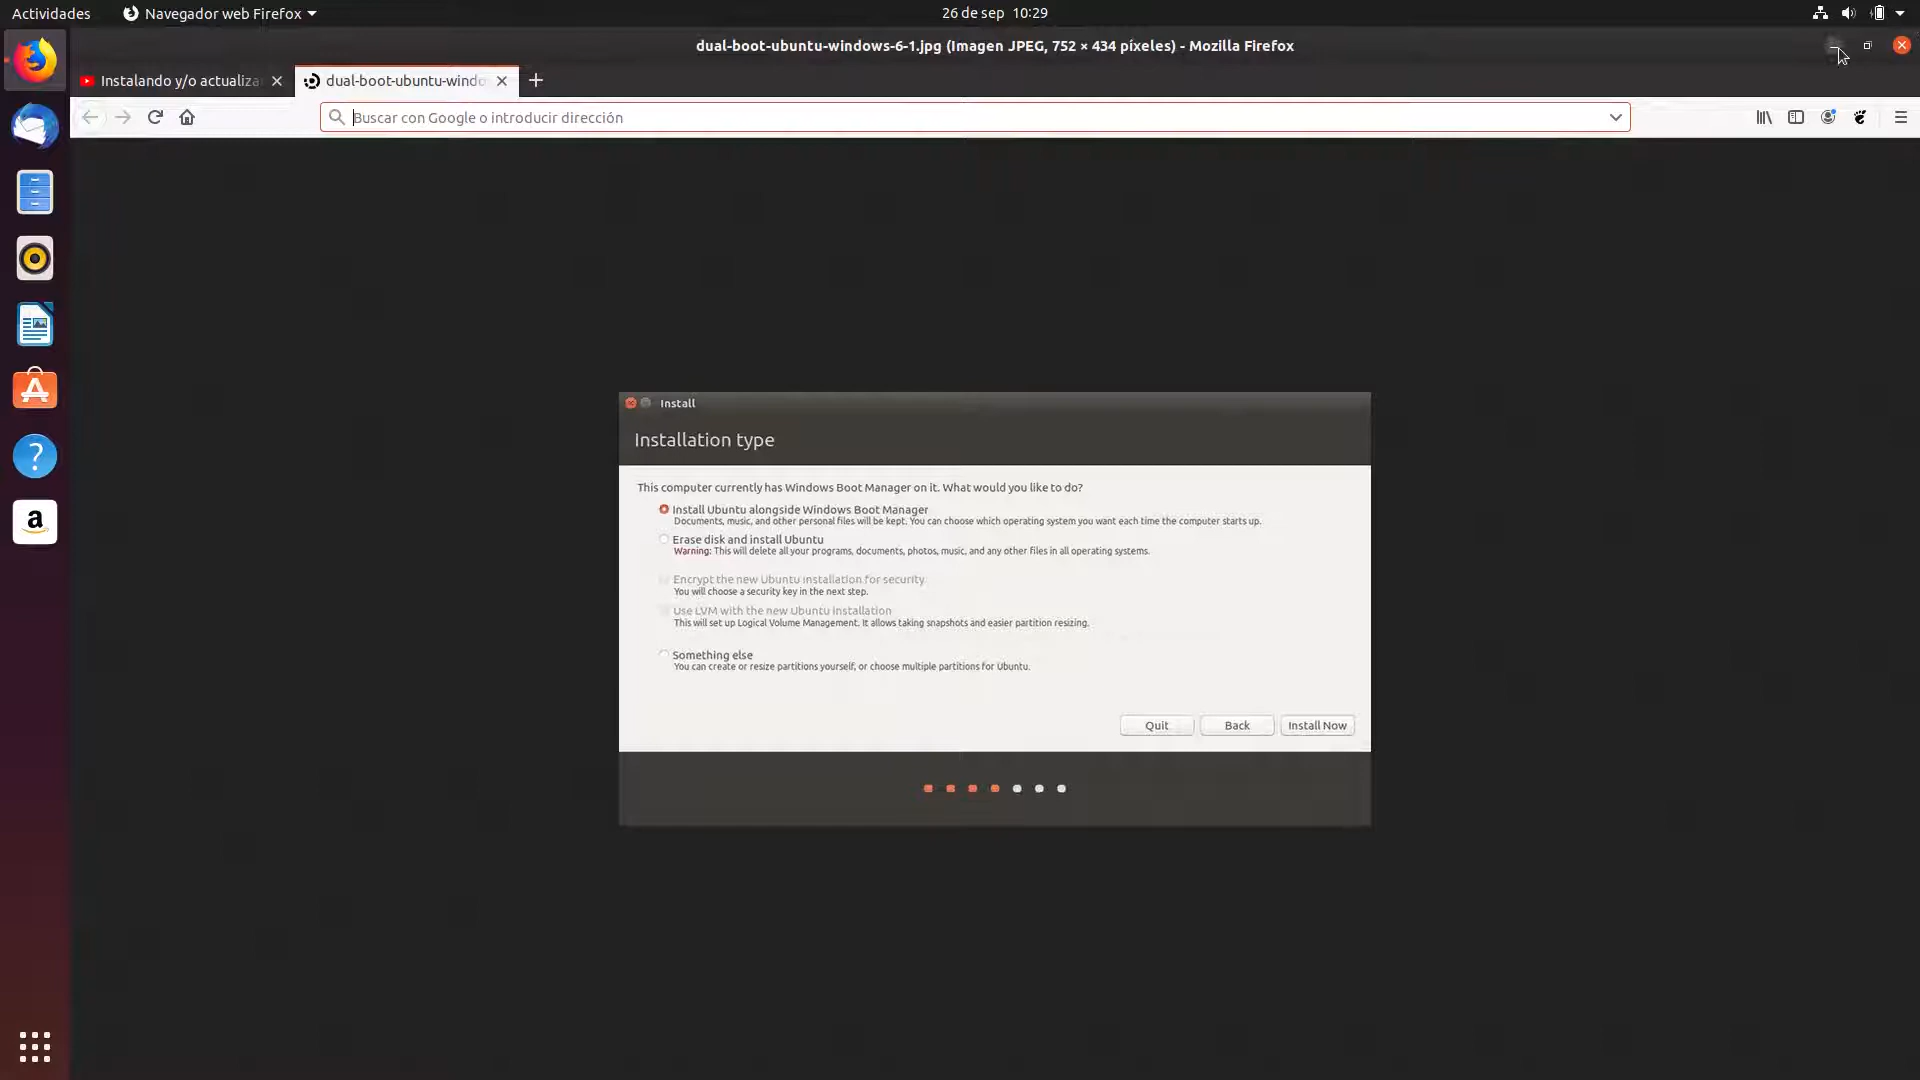 Actividades
Navegador web Firefox
26 de sep 10:29
dual-boot-ubuntu-windows-6-1.jpg (Imagen JPEG, 752 × 434 píxeles) - Mozilla Firefox
Instalando y/o actualiza
dual-boot-ubuntu-windo
Buscar con Google o introducir dirección
Install
Installation type
This computer currently has Windows Boot Manager on it. What would you like to do?
Install Ubuntu alongside Windows Boot Manager
Documents, music, and other personal files will be kept. You can choose which operating system you want each time the computer starts up.
Erase disk and install Ubuntu
Warning: This will delete all your programs, documents, photos, music, and any other files in all operating systems.
Encrypt the new Ubuntu installation for security
You will choose a security key in the next step.
Use LVM with the new Ubuntu installation
This will set up Logical Volume Management. It allows taking snapshots and easier partition resizing.
Something else
You can create or resize partitions yourself, or choose multiple partitions for Ubuntu.
Quit
Back
Install Now